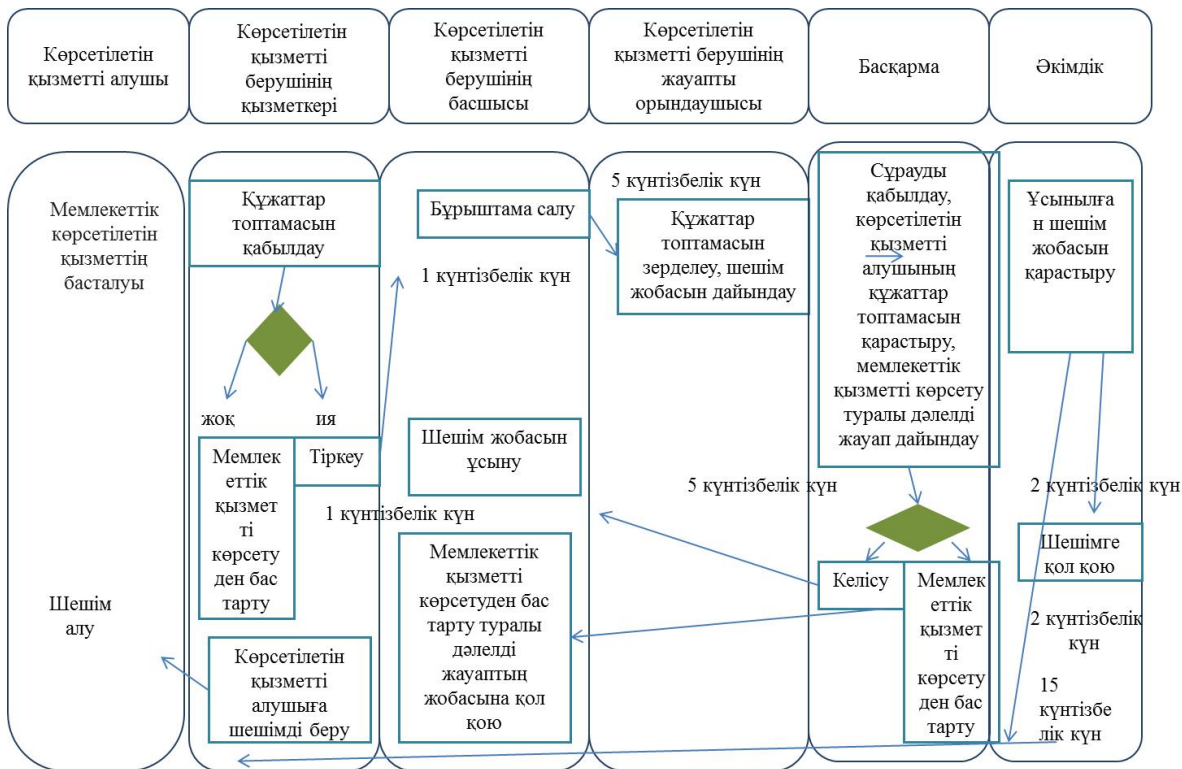 Көрсетілетін
қызметті алушы
Көрсетілетін
қызметті
берушінің
қызметкері
Көрсетілетін
қызметті
берушінің
басшысы
Көрсетілетін
қызметті берушінің
жауапты
орындаушысы
Басқарма
Әкімдік
Мемлекеттік
көрсетілетін
қызметтің
басталуы
Шешім
алу
Құжаттар
топтамасын
қабылдау
жоқ
ия
Мемлек
еттік
қызмет
ті
көрсету
ден бас
тарту
Тіркеу
1 күнтізбелік күн
Көрсетілетін
қызметті
алушыға
шешімді беру
Бұрыштама салу
1 күнтізбелік күн
Шешім жобасын
ұсыну
Мемлекеттік
қызметті
көрсетуден бас
тарту туралы
дәлелді
жауаптың
жобасына қол
қою
5 күнтізбелік күн
Құжаттар
топтамасын
зерделеу, шешім
жобасын дайындау
5 күнтізбелік күн
Сұрауды
қабылдау,
көрсетілетін
қызметті
алушының
құжаттар
топтамасын
қарастыру,
мемлекеттік
қызметті көрсету
туралы дәлелді
жауап дайындау
Келісу
Мемлек
еттік
қызмет
ті
көрсету
ден бас
тарту
Ұсынылға
н шешім
жобасын
қарастыру
2 күнтізбелік күн
Шешімге
қол қою
2 күнтізбелік
күн
15
күнтізбе
лік күн